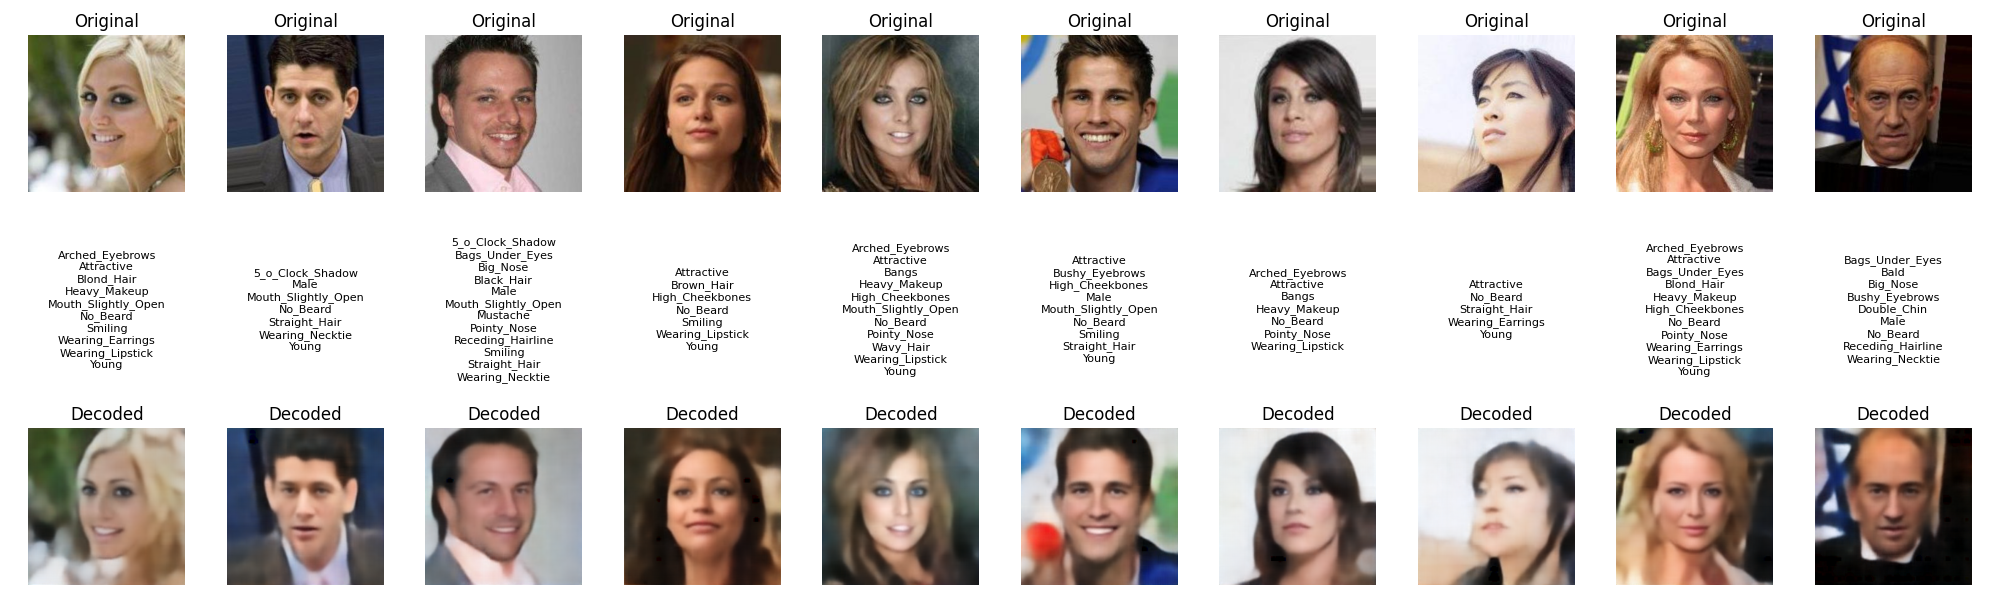 Original
Original
Original
Original
Original
Original
Original
Original
Original
Original
Arched_Eyebrows
Attractive
Blond_Hair
Heavy_Makeup
Mouth_Slightly_Open
No_Beard
Smiling
Wearing_Earrings
Wearing_Lipstick
Young
5_o_Clock_Shadow
Male
Mouth_Slightly_Open
No_Beard
Straight_Hair
Wearing_Necktie
Young
5_o_Clock_Shadow
Bags_Under_Eyes
Big_Nose
Black_Hair
Male
Mouth_Slightly_Open
Mustache
Pointy_Nose
Receding_Hairline
Smiling
Straight_Hair
Wearing_Necktie
Attractive
Brown_Hair
High_Cheekbones
No_Beard
Smiling
Wearing_Lipstick
Young
Arched_Eyebrows
Attractive
Bangs
Heavy_Makeup
High_Cheekbones
Mouth_Slightly_Open
No_Beard
Pointy_Nose
Wavy_Hair
Wearing_Lipstick
Young
Attractive
Bushy_Eyebrows
High_Cheekbones
Male
Mouth_Slightly_Open
No_Beard
Smiling
Straight_Hair
Young
Arched_Eyebrows
Attractive
Bangs
Heavy_Makeup
No_Beard
Pointy_Nose
Wearing_Lipstick
Attractive
No_Beard
Straight_Hair
Wearing_Earrings
Young
Arched_Eyebrows
Attractive
Bags_Under_Eyes
Blond_Hair
Heavy_Makeup
High_Cheekbones
No_Beard
Pointy_Nose
Wearing_Earrings
Wearing_Lipstick
Young
Bags_Under_Eyes
Bald
Big_Nose
Bushy_Eyebrows
Double_Chin
Male
No_Beard
Receding_Hairline
Wearing_Necktie
Decoded
Decoded
Decoded
Decoded
Decoded
Decoded
Decoded
Decoded
Decoded
Decoded